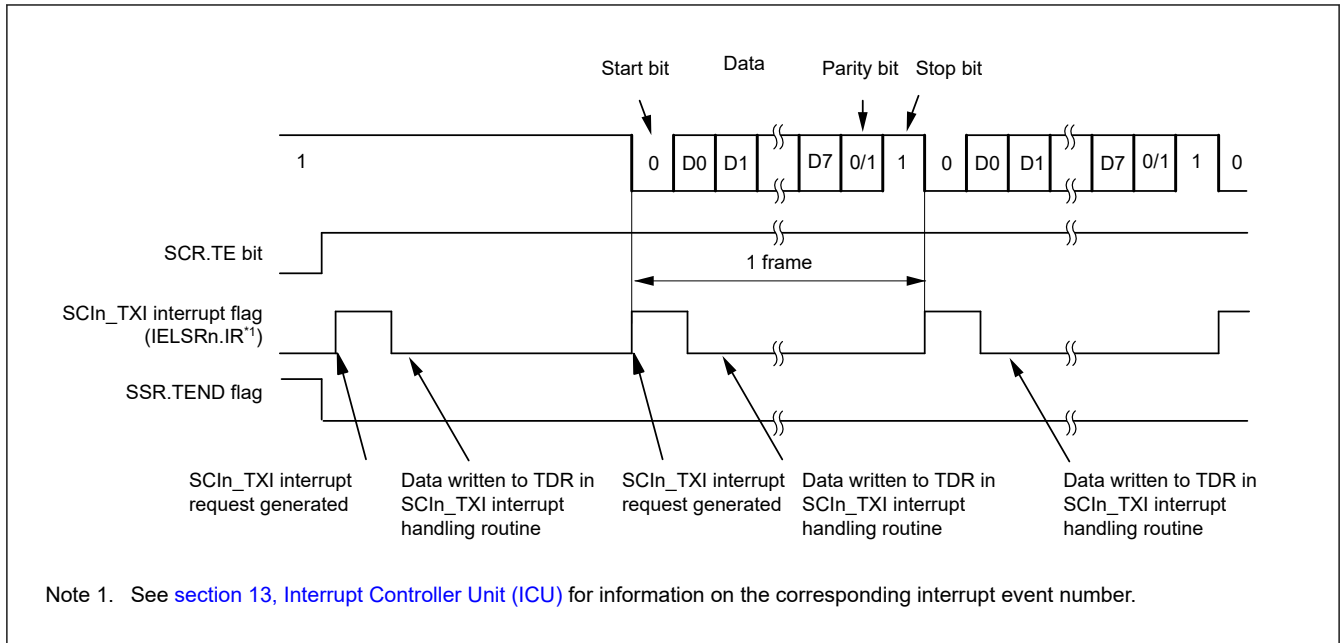 Start bit
Data
Parity bit
Stop bit
1
0
D0
D1
D7
0/1
1
0
D0
D1
D7
0/1
1
0
SCR.TE bit
1 frame
SCIn_TXI interrupt flag
(IELSRn.IR*1)
SSR.TEND flag
SCIn_TXI interrupt
request generated
Data written to TDR in
SCIn_TXI interrupt
handling routine
SCIn_TXI interrupt
request generated
Data written to TDR in
SCIn_TXI interrupt
handling routine
Data written to TDR in
SCIn_TXI interrupt
handling routine
Note 1. See section 13, Interrupt Controller Unit (ICU) for information on the corresponding interrupt event number.